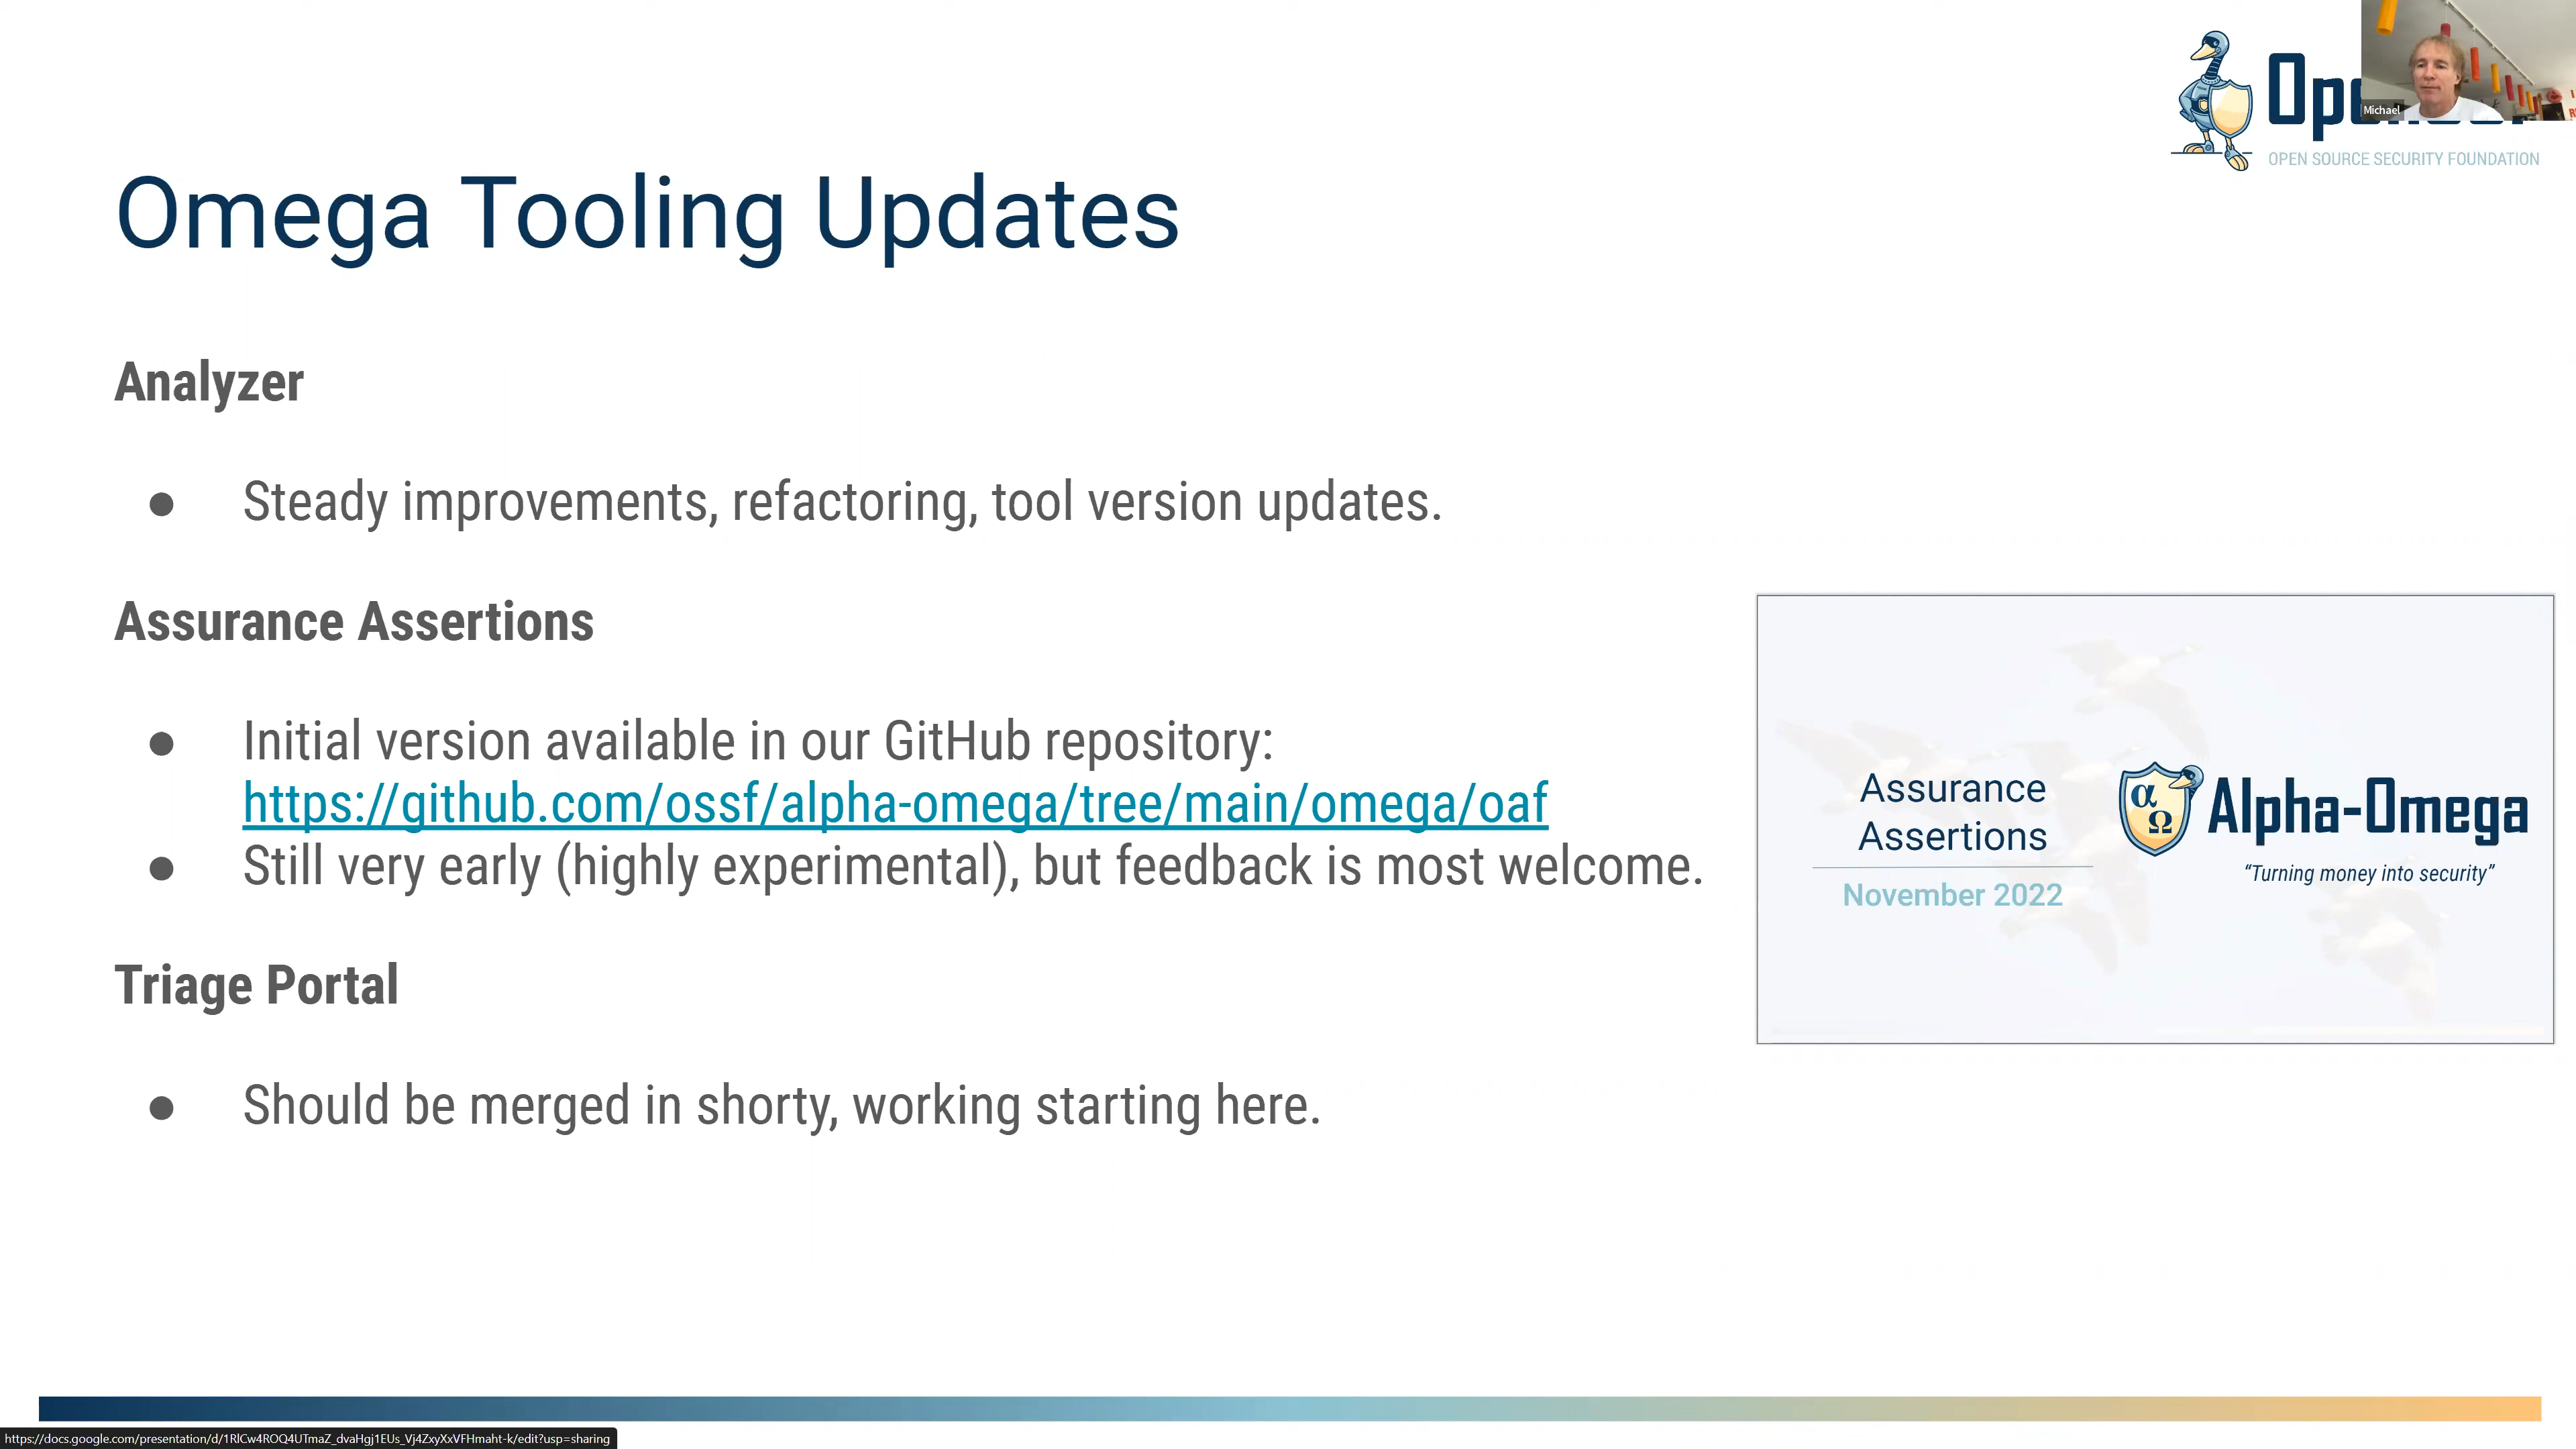 Michael
OPEN SOURCE SECURITY FOUNDATION
Omega Tooling Updates
Analyzer
● Steady improvements, refactoring, tool version updates.
Assurance Assertions
● Initial version available in our GitHub repository:
https://github.com/ossf/alpha-omega/tree/main/omega/oaf
● Still very early (highly experimental), but feedback is most welcome.
Triage Portal
● Should be merged in shorty, working starting here.
Assurance
Assertions
November 2022
α
Ω
Alpha-Omega
“Turning money into security”
https://docs.google.com/presentation/d/1RlCw4ROQ4UTmaZ_dvaHgj1EUs_Vj4ZxyXxVFHmaht-k/edit?usp=sharing